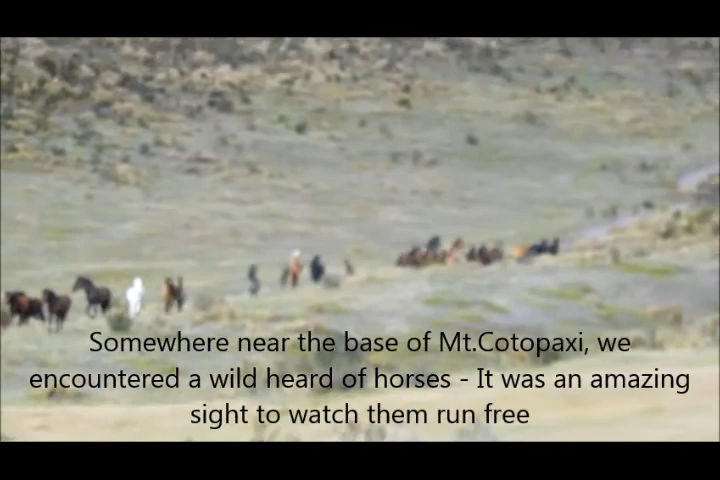 Somewhere near the base of Mt.Cotopaxi, we
encountered a wild heard of horses - It was an amazing
sight to watch them run free